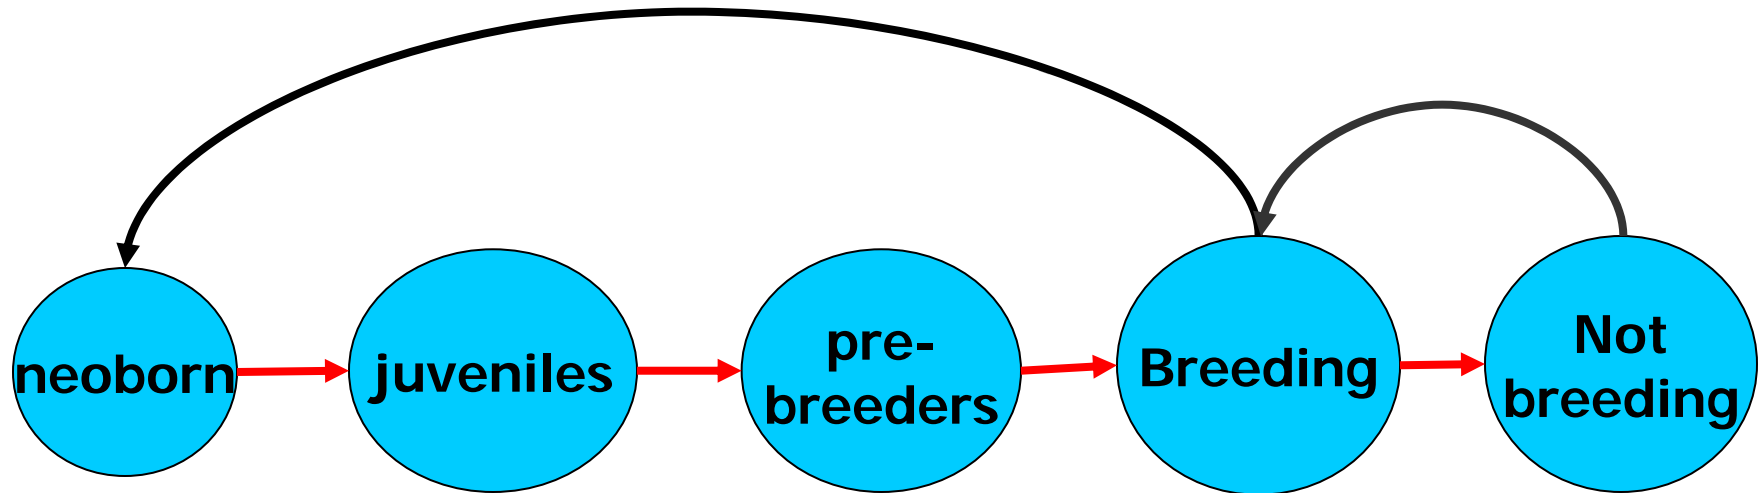 neoborn
juveniles
pre-
breeders
Breeding
Not
breeding